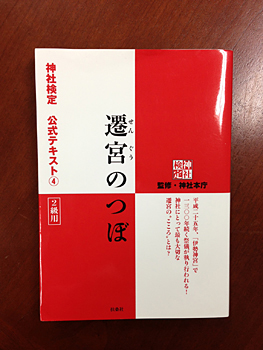 神社検定 公式テキスト④
2級用
遷宮のつぼ
せん ぐう
神社検定
監修・神社本庁
平成二十五年、「伊勢神宮」で
一三〇〇年続く祭儀が執り行われる!
神社にとって最も大切な
遷宮の“こころ”とは?
扶桑社